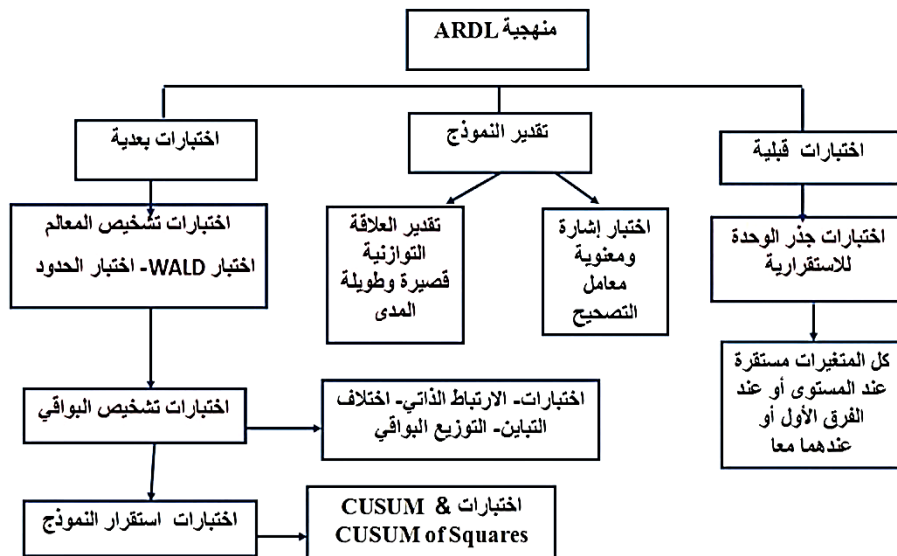 منهجية ARDL
اختبارات قبلية
تقدير النموذج
اختبارات بعدية
اختبارات جذر الوحدة
للاستقرارية
كل المتغيرات مستقرة
عند المستوى أو عند
الفرق الأول أو
عندهما معا
اختبار إشارة
ومعنوية
معامل
التصحيح
تقدير العلاقة
التوازنية
قصيرة وطويلة
المدى
اختبارات تشخيص المعالم
اختبار WALD- اختبار الحدود
اختبارات تشخيص البواقي
اختبارات- الارتباط الذاتي- اختلاف
التباين- التوزيع البواقي
اختبارات استقرار النموذج
اختبارات CUSUM &
CUSUM of Squares